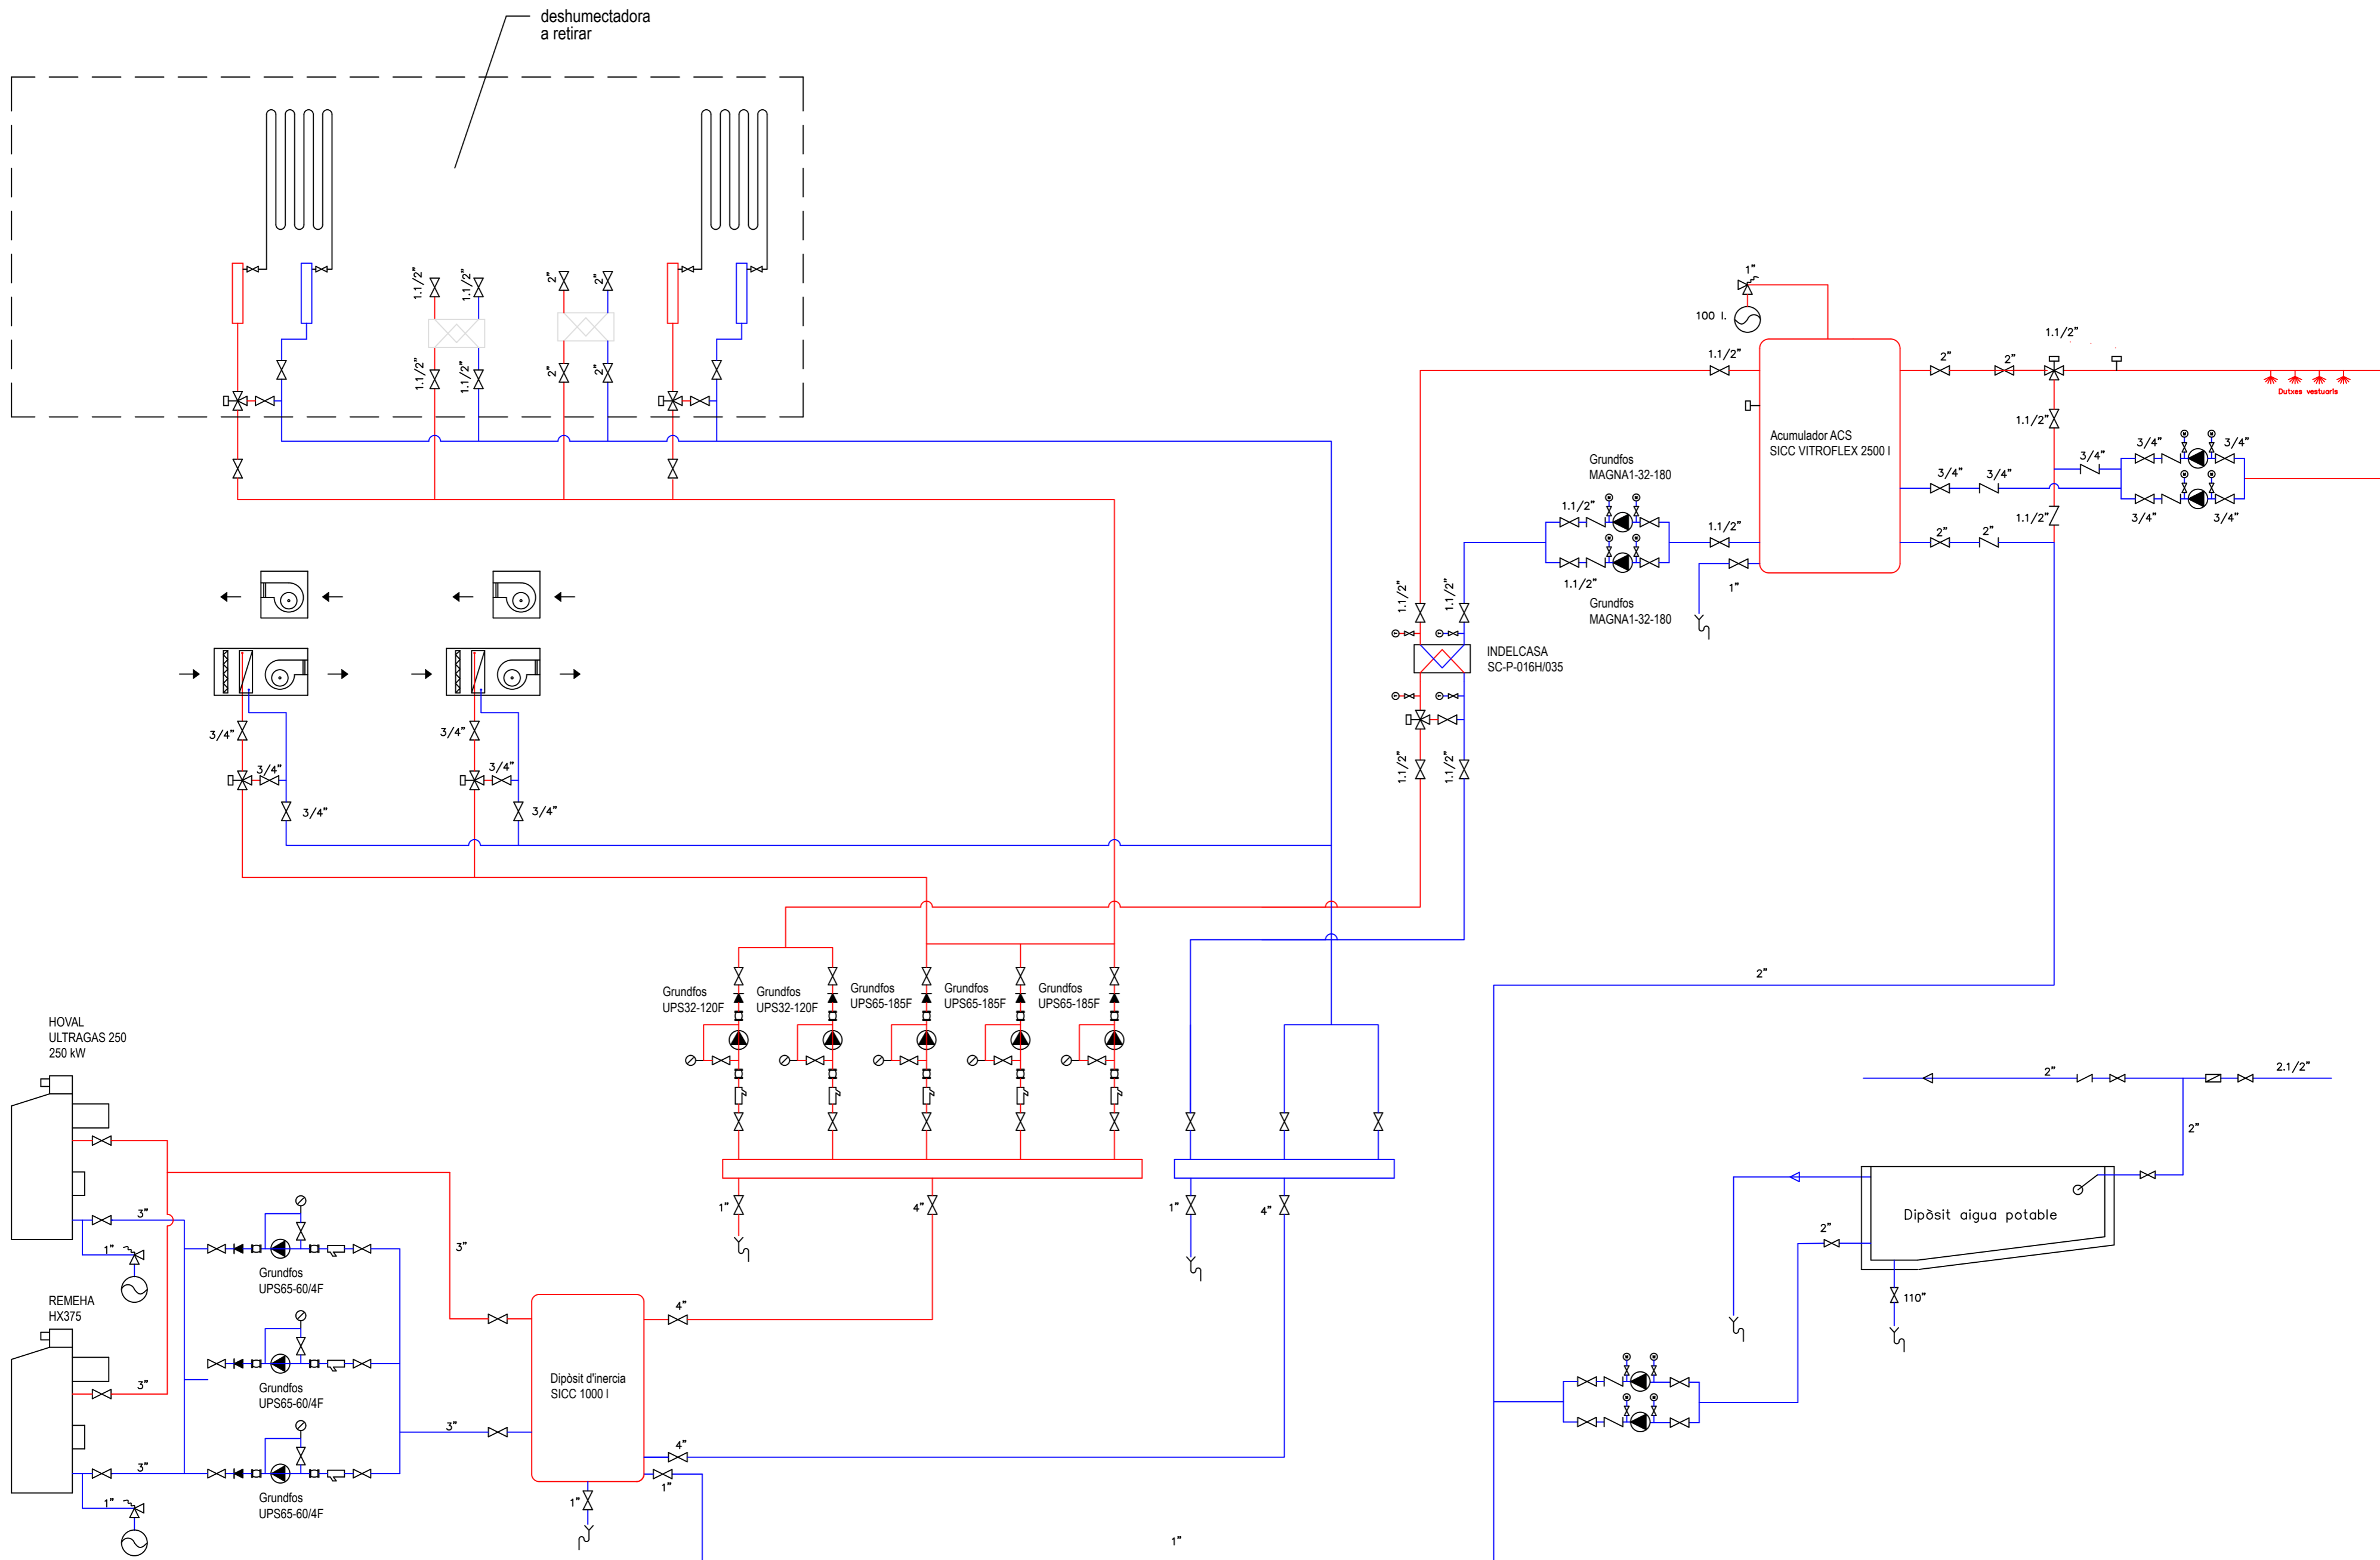 deshumectadora
a retirar
1.1/2"
1.1/2"
2"
2"
1.1/2"
1.1/2"
2"
2"
1"
100 l.
1.1/2"
2"
2"
1.1/2"
Dutxes vestuaris
1.1/2"
Acumulador ACS
SICC VITROFLEX 2500 l
3/4"
3/4"
3/4"
Grundfos
MAGNA1-32-180
3/4"
3/4"
1.1/2"
1.1/2"
1.1/2"
3/4"
3/4"
2"
2"
1.1/2"
1"
Grundfos
MAGNA1-32-180
1.1/2"
1.1/2"
INDELCASA
SC-P-016H/035
1.1/2"
1.1/2"
3/4"
3/4"
3/4"
3/4"
3/4"
3/4"
2"
Grundfos
UPS32-120F
Grundfos
UPS32-120F
Grundfos
UPS65-185F
Grundfos
UPS65-185F
Grundfos
UPS65-185F
HOVAL
ULTRAGAS 250
250 kW
2"
2.1/2"
2"
3"
1"
4"
1"
4"
Dipòsit aigua potable
2"
110"
1"
3"
Grundfos
UPS65-60/4F
REMEHA
HX375
3"
4"
Grundfos
UPS65-60/4F
Dipòsit d'inercia
SICC 1000 l
3"
3"
4"
1"
Grundfos
UPS65-60/4F
1"
1"
1"